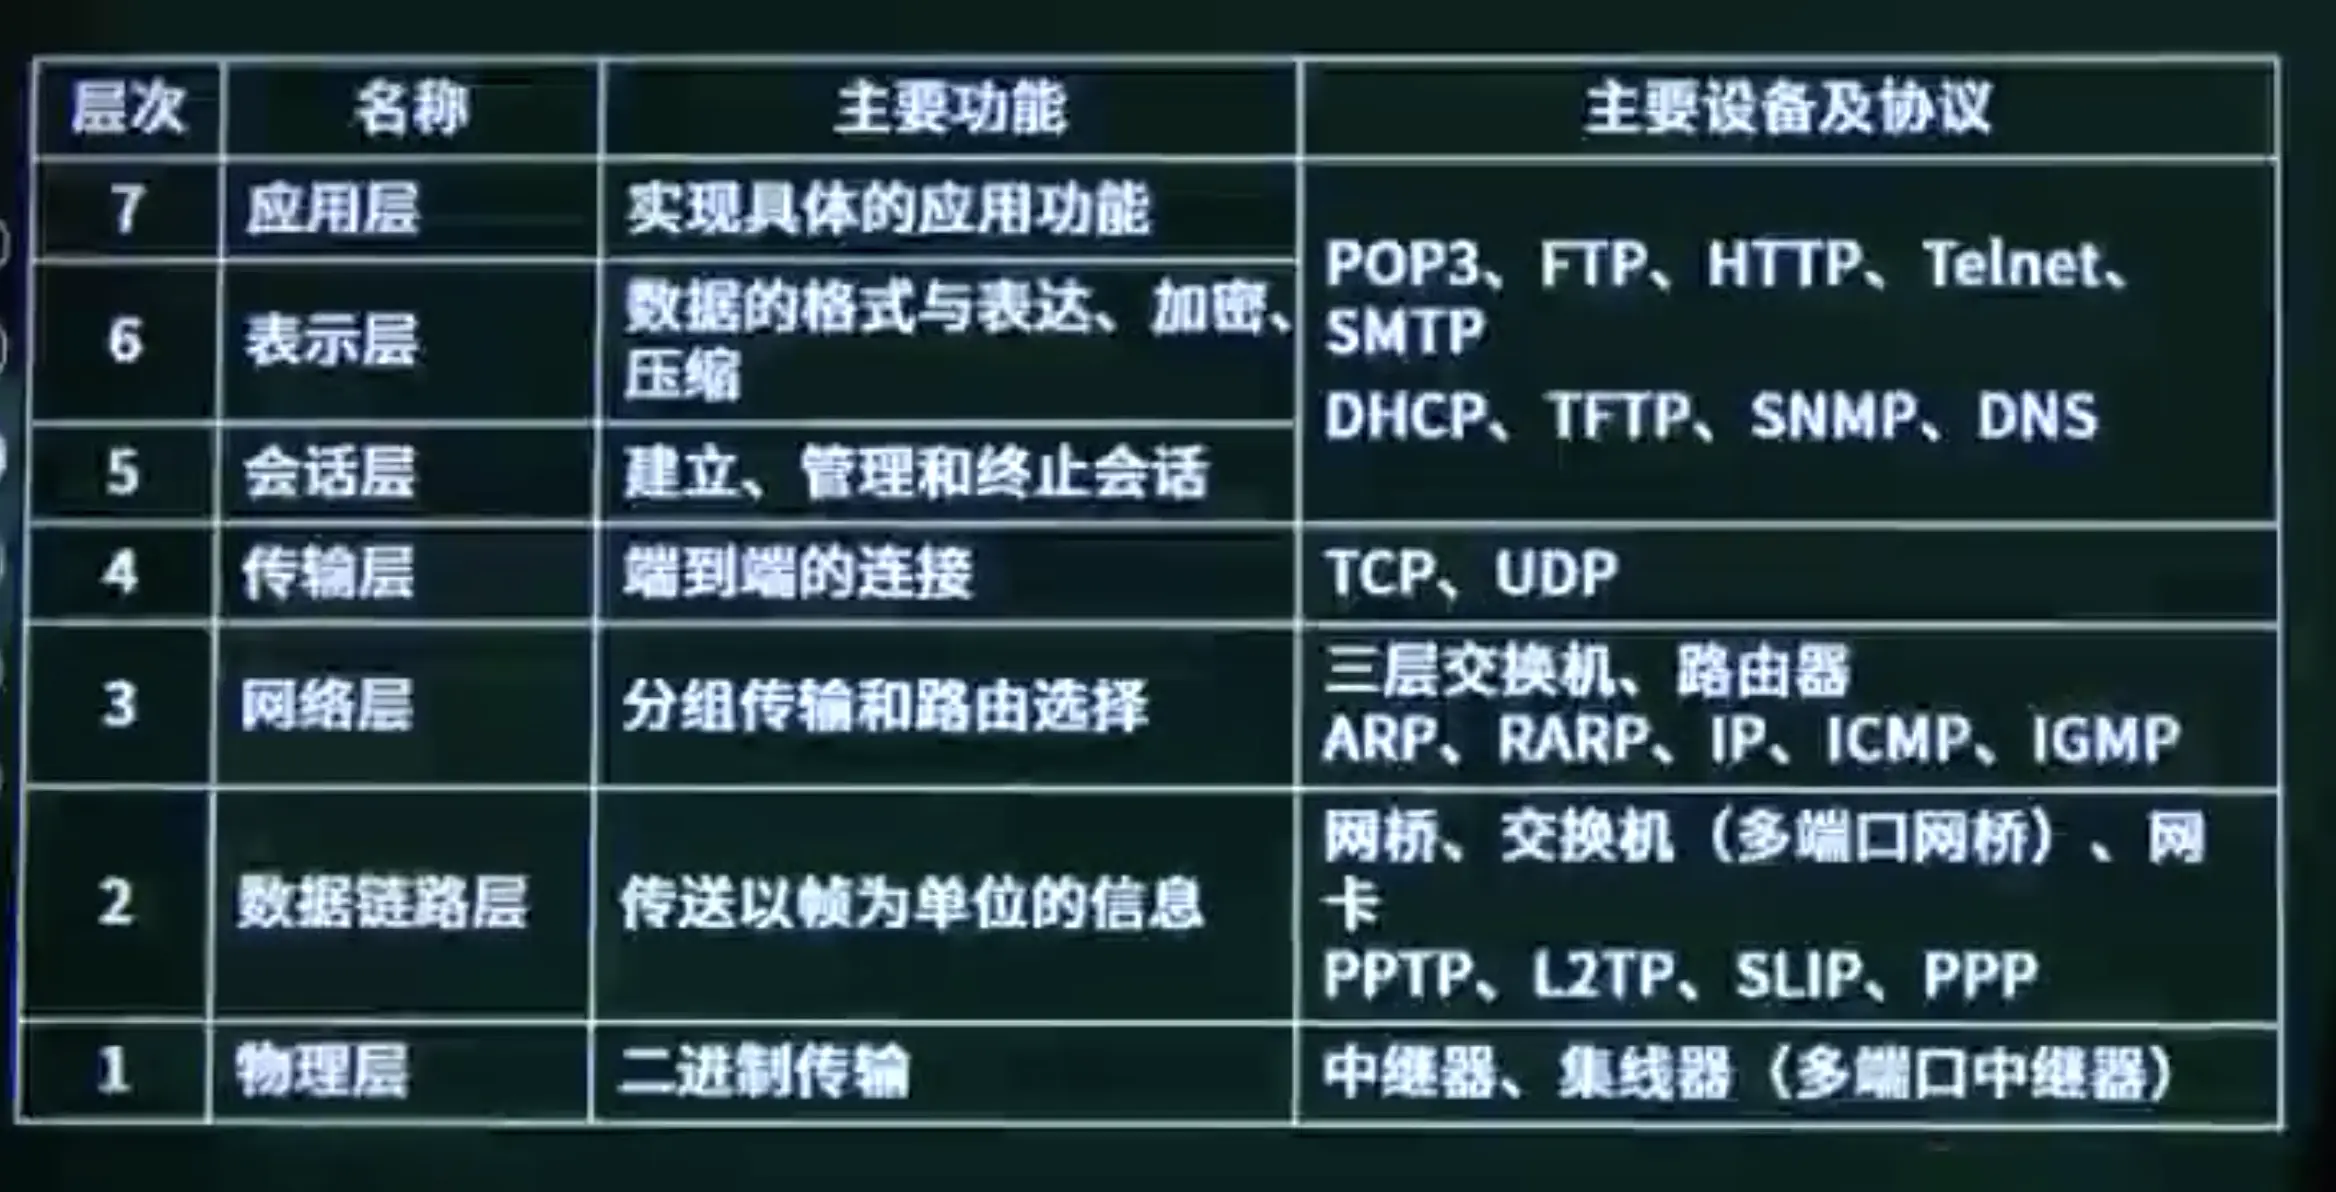 层次 名称 主要功能 主要设备及协议
7 应用层 实现具体的应用功能
6 表示层 数据的格式与表达、加密、
压缩
5 会话层 建立、管理和终止会话
POP3、FTP、HTTP、Telnet、
SMTP
DHCP、TFTP、SNMP、DNS
4 传输层 端到端的连接 TCP、UDP
3 网络层 分组传输和路由选择 三层交换机、路由器
ARP、RARP、IP、ICMP、IGMP
2 数据链路层 传送以帧为单位的信息 网桥、交换机（多端口网桥）、网
卡
PPTP、L2TP、SLIP、PPP
1 物理层 二进制传输 中继器、集线器（多端口中继器）